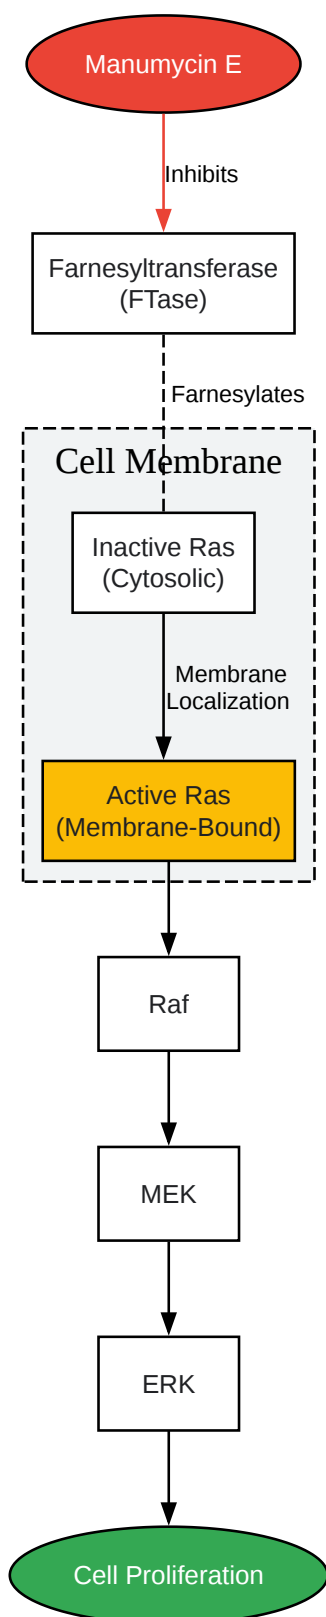 Manumycin E
Inhibits
Farnesyltransferase
(FTase)
Farnesylates
Cell Membrane
Inactive Ras
(Cytosolic)
Membrane
Localization
Active Ras
(Membrane-Bound)
Raf
MEK
ERK
Cell Proliferation